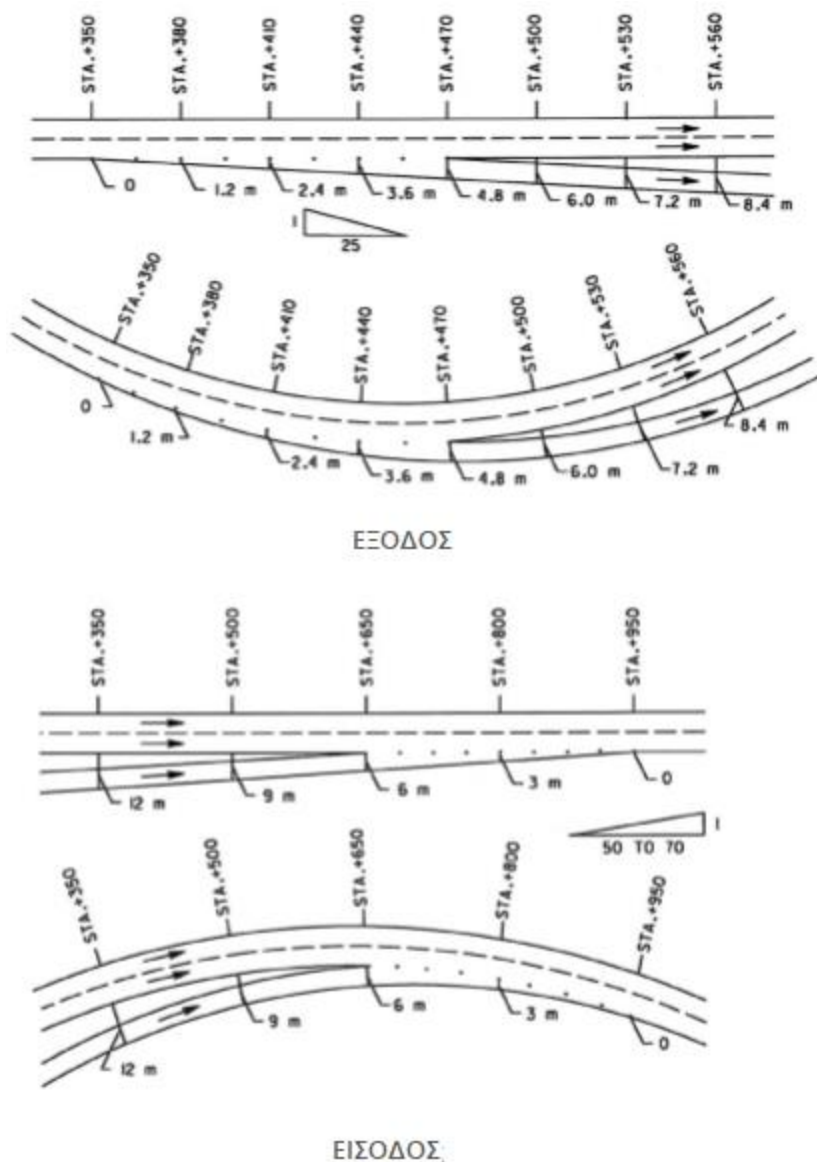 STA.+350 STA.+380 STA.+410 STA.+440 STA.+470 STA.+500 STA.+530 STA.+560
0 1.2 m 2.4 m 3.6 m 4.8 m 6.0 m 7.2 m 8.4 m
1
25
STA.+350 STA.+380 STA.+410 STA.+440 STA.+470 STA.+500 STA.+530 STA.+560
0 1.2 m 2.4 m 3.6 m 4.8 m 6.0 m 7.2 m 8.4 m
ΕΞΟΔΟΣ
STA.+350 STA.+500 STA.+650 STA.+800 STA.+950
12 m 9 m 6 m 3 m 0
1
50 TO 70
STA.+350 STA.+500 STA.+650 STA.+800 STA.+950
12 m 9 m 6 m 3 m 0
ΕΙΣΟΔΟΣ